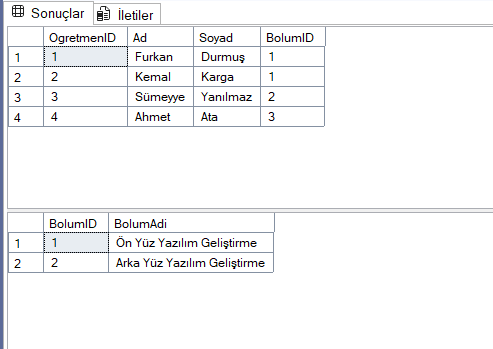 Sonuçlar İletiler
OgretmenID Ad Soyad BolumID
1 1 Furkan Durmuş 1
2 2 Kemal Karga 1
3 3 Sümeyye Yanılmaz 2
4 4 Ahmet Ata 3
BolumID BolumAdi
1 1 Ön Yüz Yazılım Geliştirme
2 2 Arka Yüz Yazılım Geliştirme